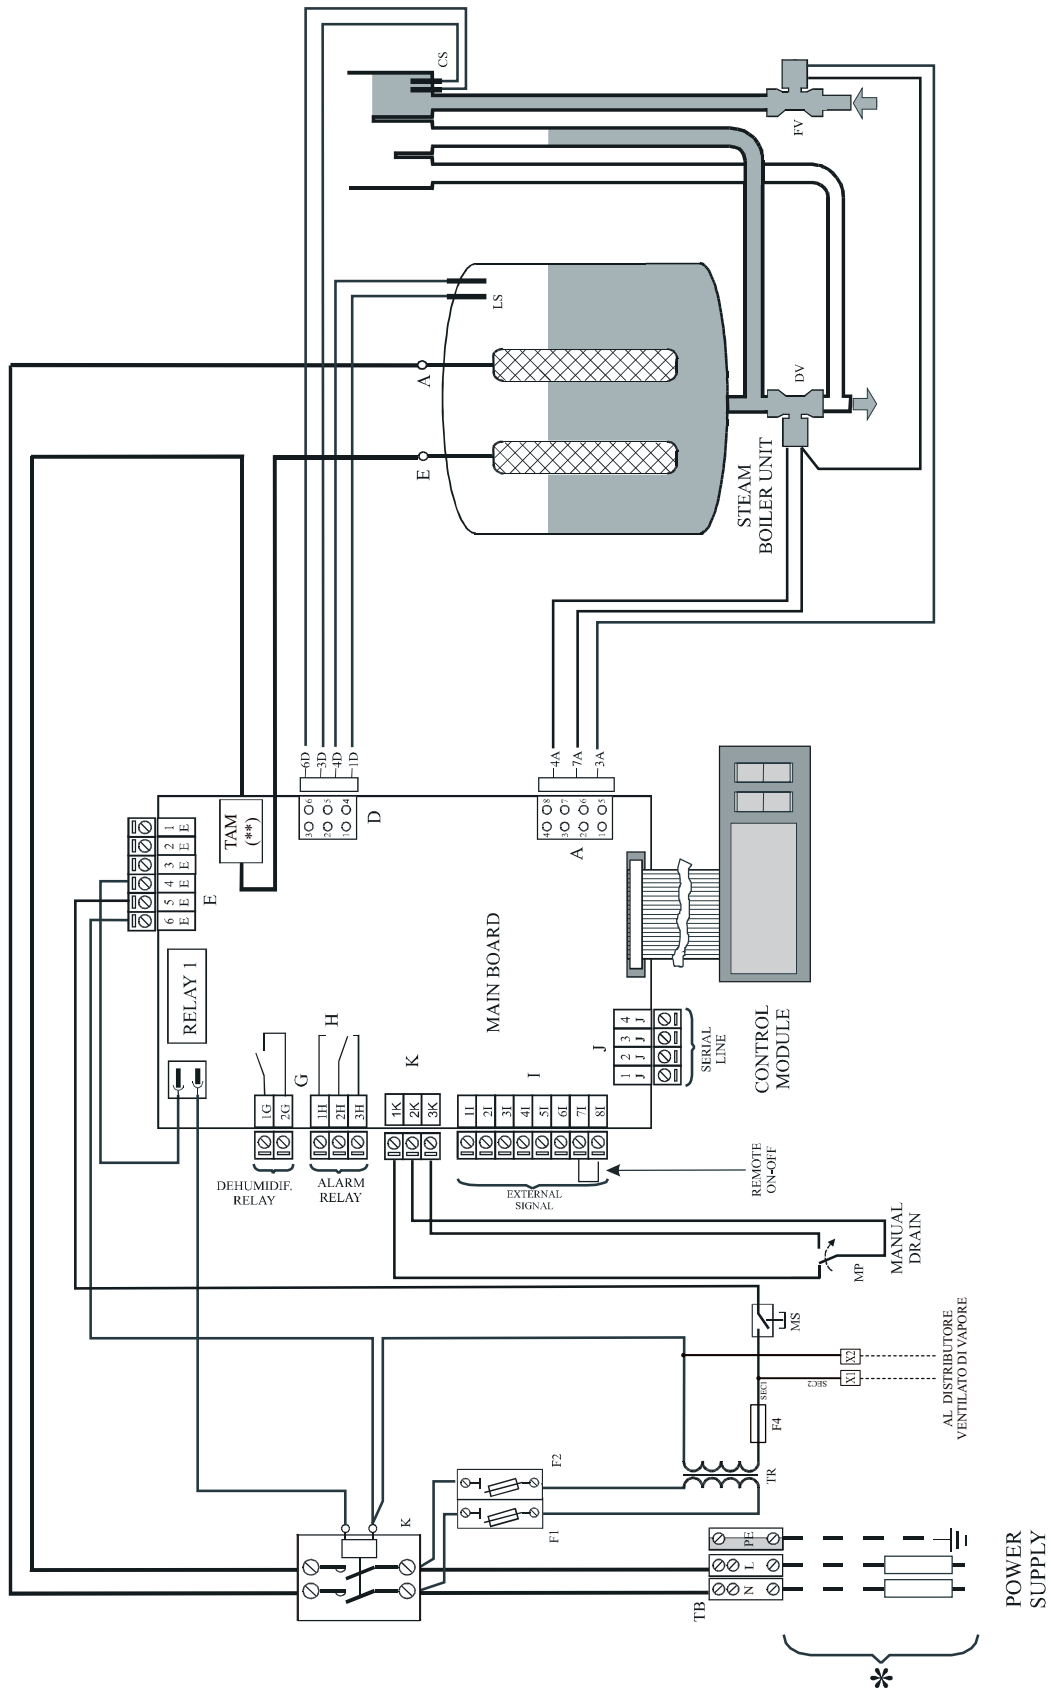 CS
FV
LS
A
E
DV
STEAM
BOILER UNIT
6D
3D
4D
1D
4A
7A
3A
TAM
(**)
3 6
2 5
1 4
D
4 8
3 7
2 6
1 5
A
1 E
2 E
3 E
4 E
5 E
6 E
E
RELAY 1
MAIN BOARD
1G
2G
G
1H
2H
3H
H
1K
2K
3K
K
1I
2I
3I
4I
5I
6I
7I
8I
I
1 J
2 J
3 J
4 J
J
SERIAL
LINE
CONTROL
MODULE
DEHUMIDIF.
RELAY
ALARM
RELAY
EXTERNAL
SIGNAL
REMOTE
ON-OFF
MANUAL
DRAIN
MP
MS
X2
X1
SEC1
SEC2
AL DISTRIBUTORE
VENTILATO DI VAPORE
F4
TR
F2
F1
K
PE
L
N
TB
POWER
SUPPLY
*